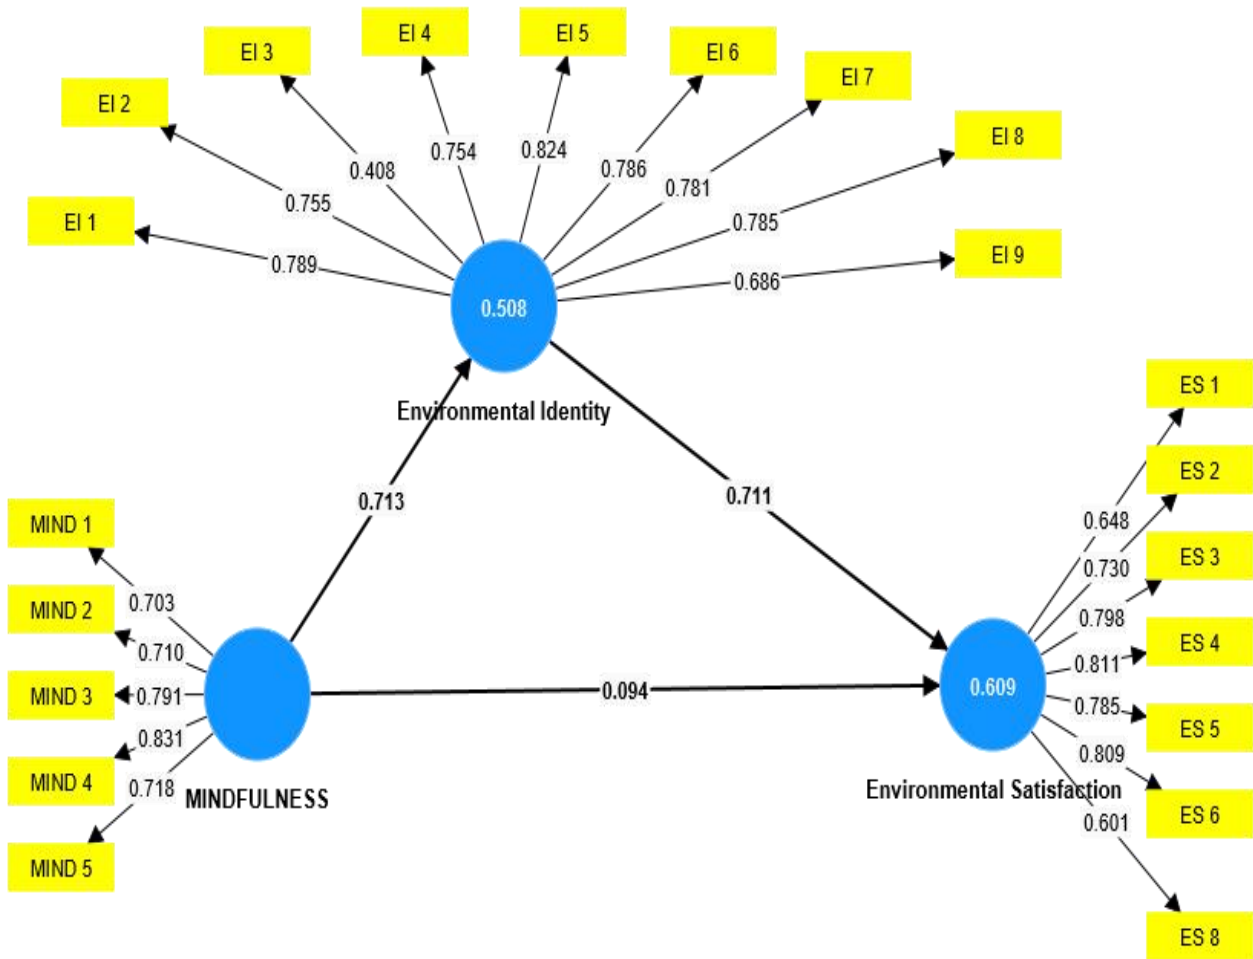 EI 4
EI 5
EI 3
EI 6
EI 7
EI 2
EI 8
0.754
0.824
0.408
0.786
0.781
0.755
EI 1
0.785
EI 9
0.789
0.686
0.508
ES 1
Environmental Identity
ES 2
0.713
0.711
MIND 1
0.648
ES 3
0.730
0.703
MIND 2
0.798
0.710
ES 4
0.811
MIND 3
0.791
0.094
0.609
0.785
ES 5
0.831
0.809
MIND 4
0.718
MINDFULNESS
Environmental Satisfaction
ES 6
0.601
MIND 5
ES 8